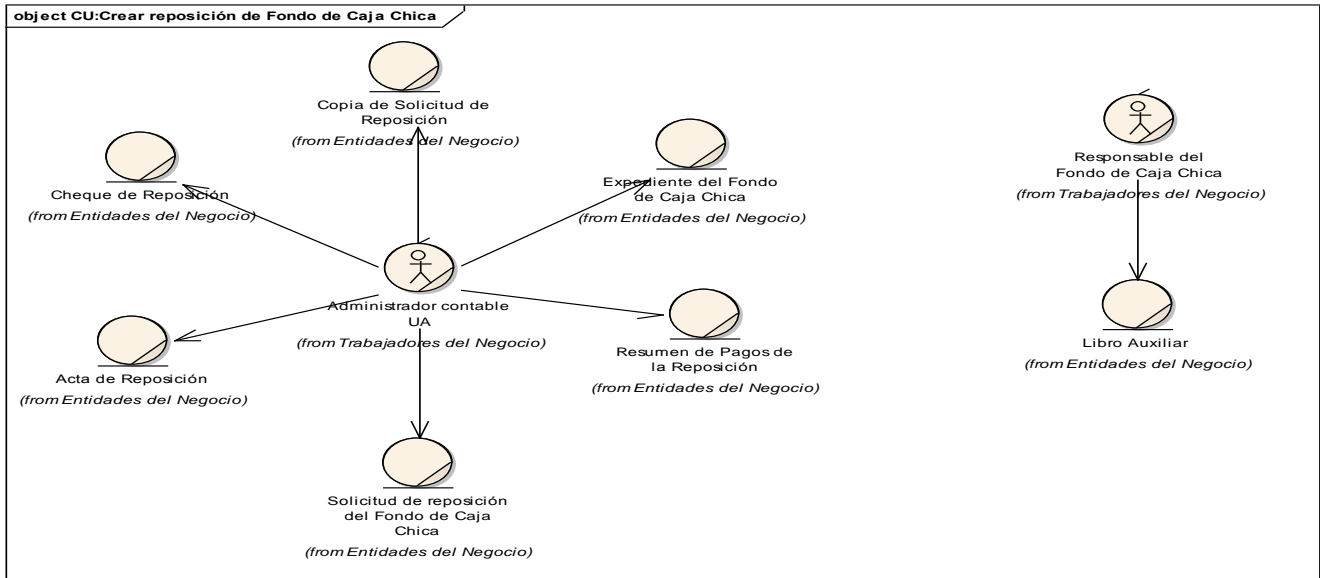 object CU:Crear reposición de Fondo de Caja Chica
Copia de Solicitud de
Reposición
(from Entidades del Negocio)
Cheque de Reposición
(from Entidades del Negocio)
Expediente del Fondo
de Caja Chica
(from Entidades del Negocio)
Responsable del
Fondo de Caja Chica
(from Trabajadores del Negocio)
Administrador contable
UA
(from Trabajadores del Negocio)
Acta de Reposición
(from Entidades del Negocio)
Resumen de Pagos de
la Reposición
(from Entidades del Negocio)
Libro Auxiliar
(from Entidades del Negocio)
Solicitud de reposición
del Fondo de Caja
Chica
(from Entidades del Negocio)